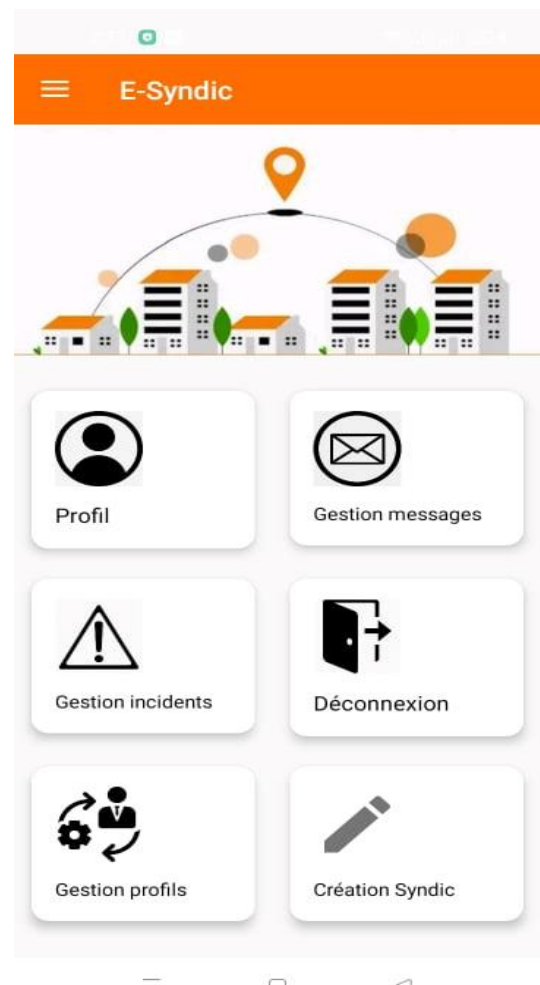 E-Syndic
Profil
Gestion messages
Gestion incidents
Déconnexion
Gestion profils
Création Syndic